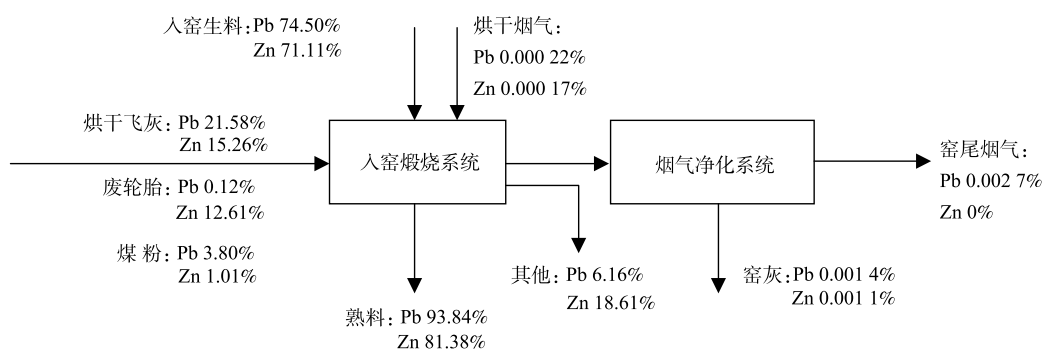 入窑生料: Pb 74.50%
Zn 71.11%
烘干烟气:
Pb 0.000 22%
Zn 0.000 17%
烘干飞灰: Pb 21.58%
Zn 15.26%
废轮胎: Pb 0.12%
Zn 12.61%
煤 粉: Pb 3.80%
Zn 1.01%
入窑煅烧系统
烟气净化系统
窑尾烟气:
Pb 0.002 7%
Zn 0%
熟料: Pb 93.84%
Zn 81.38%
其他: Pb 6.16%
Zn 18.61%
窑灰: Pb 0.001 4%
Zn 0.001 1%